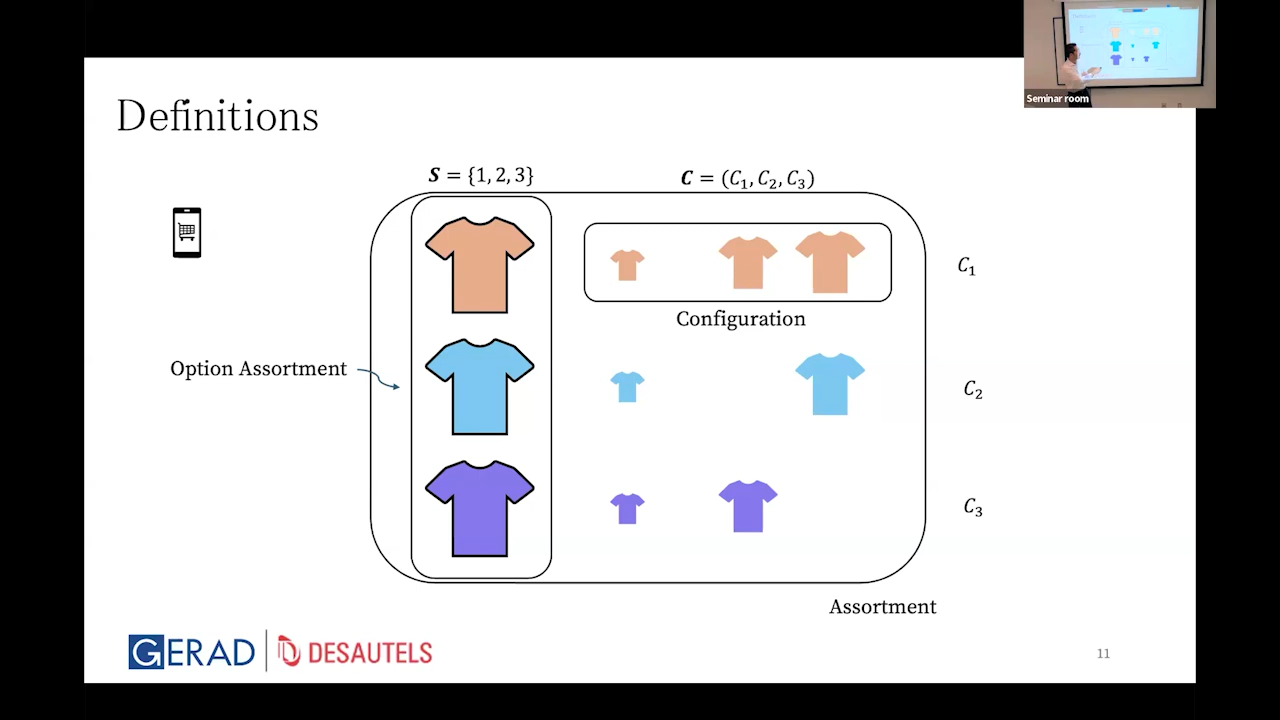 Seminar room
Definitions
S = {1, 2, 3}
C = (C₁, C₂, C₃)
C₁
Configuration
Option Assortment
C₂
C₃
Assortment
GERAD
DESAUTELS
11